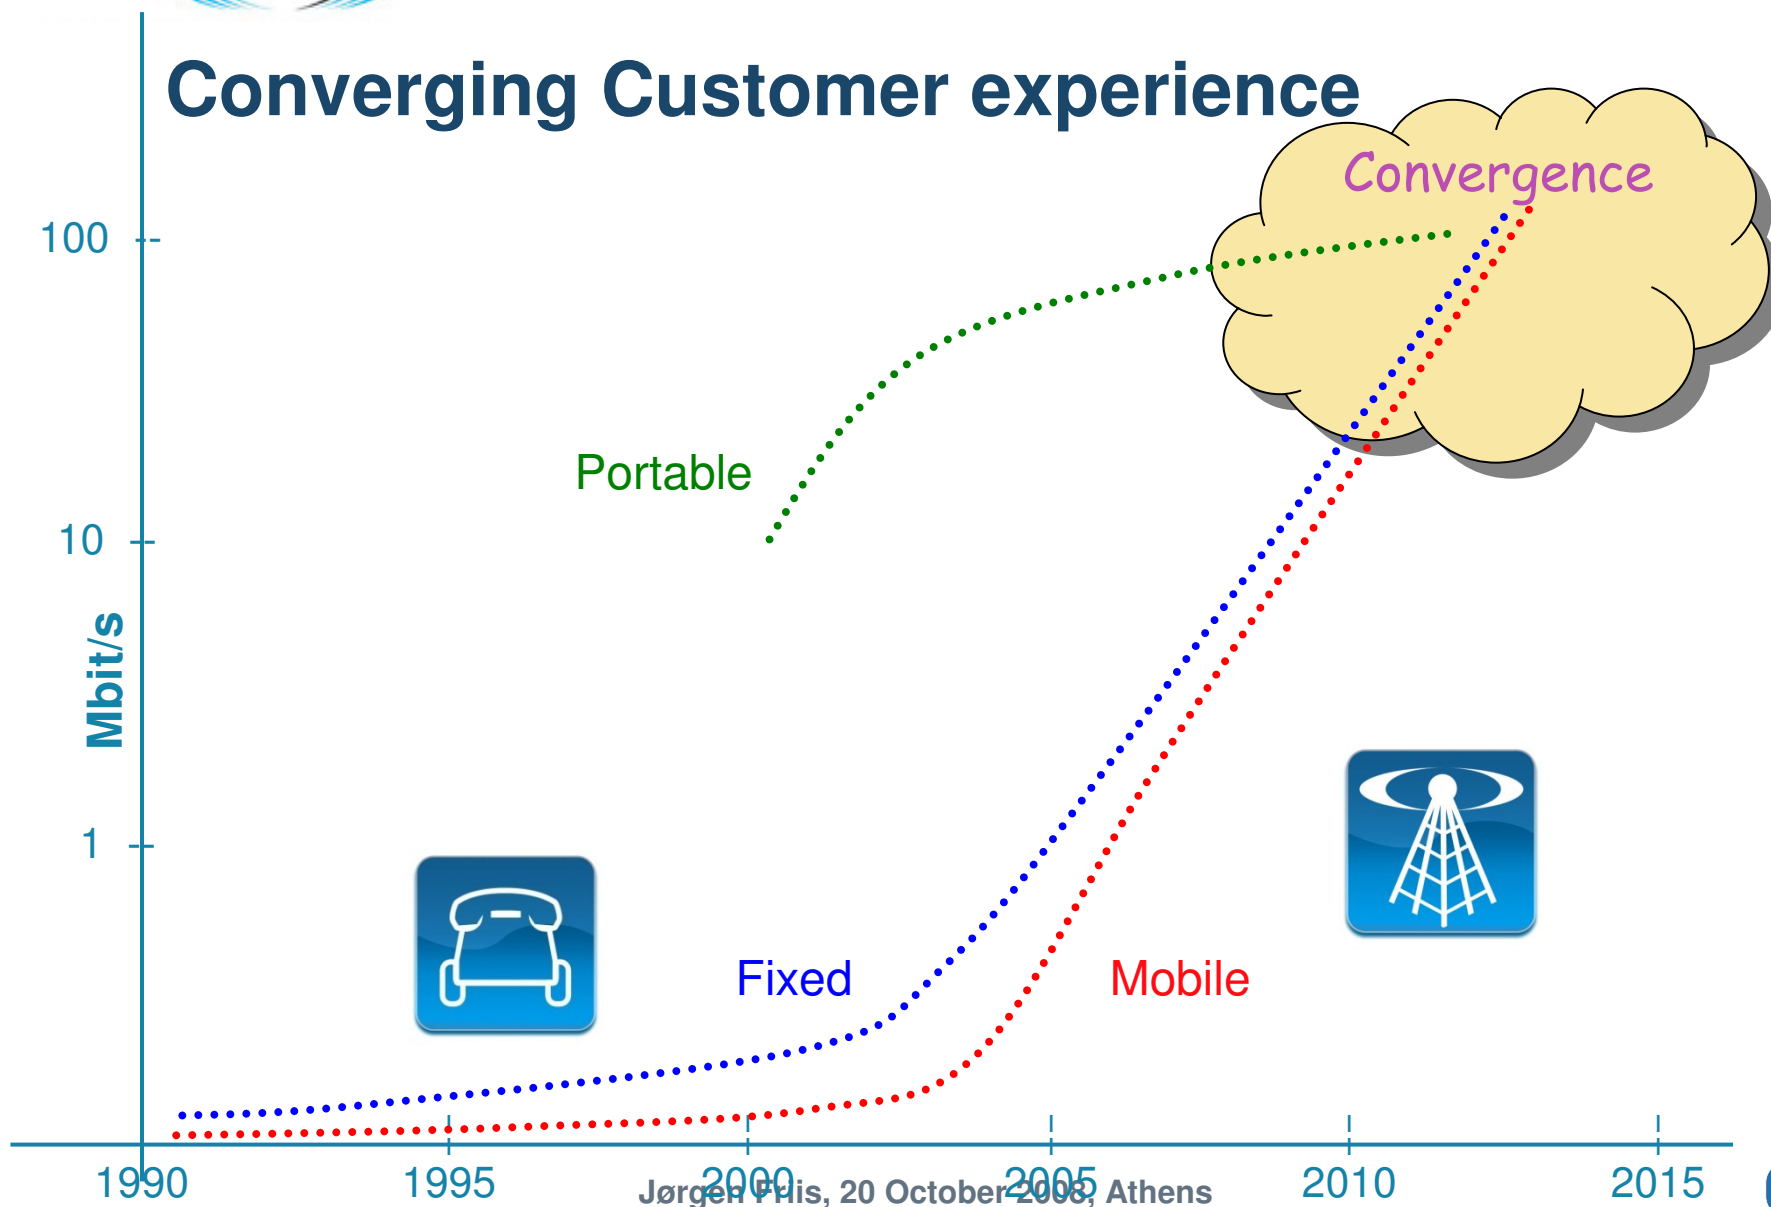 Converging Customer experience
Convergence
100
Portable
10
Mbit/s
1
Fixed
Mobile
1990 1995 2000 2005 2010 2015
Jørgen Friis, 20 October 2008, Athens